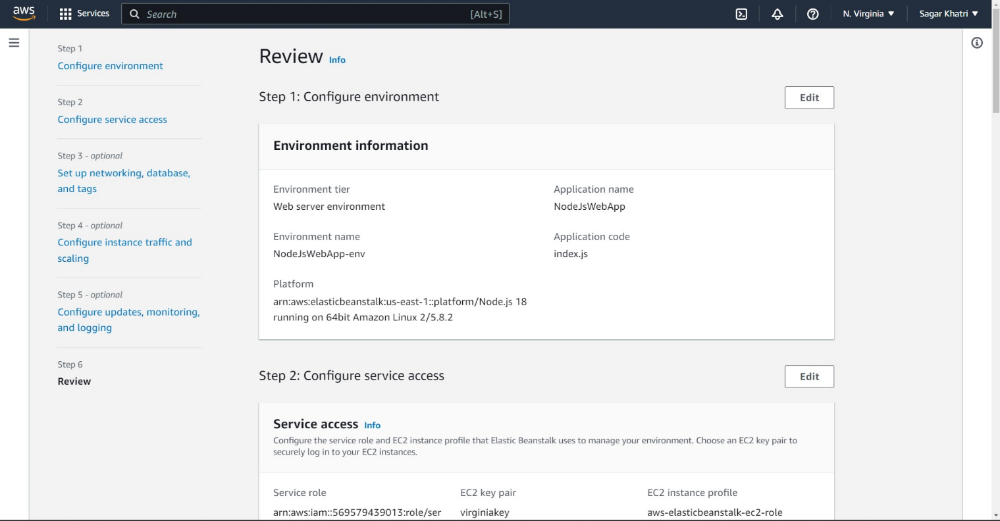 aws
Services
Search
[Alt+S]
N. Virginia
Sagar Khatri
Step 1
Configure environment
Step 2
Configure service access
Step 3 - optional
Set up networking, database,
and tags
Step 4 - optional
Configure instance traffic and
scaling
Step 5 - optional
Configure updates, monitoring,
and logging
Step 6
Review
Review Info
Step 1: Configure environment
Edit
Environment information
Environment tier
Web server environment
Application name
NodeJsWebApp
Environment name
NodeJsWebApp-env
Application code
index.js
Platform
arn:aws:elasticbeanstalk:us-east-1::platform/Node.js 18
running on 64bit Amazon Linux 2/5.8.2
Step 2: Configure service access
Edit
Service access Info
Configure the service role and EC2 instance profile that Elastic Beanstalk uses to manage your environment. Choose an EC2 key pair to
securely log in to your EC2 instances.
Service role
arn:aws:iam::569579439013:role/ser
EC2 key pair
virginiakey
EC2 instance profile
aws-elasticbeanstalk-ec2-role